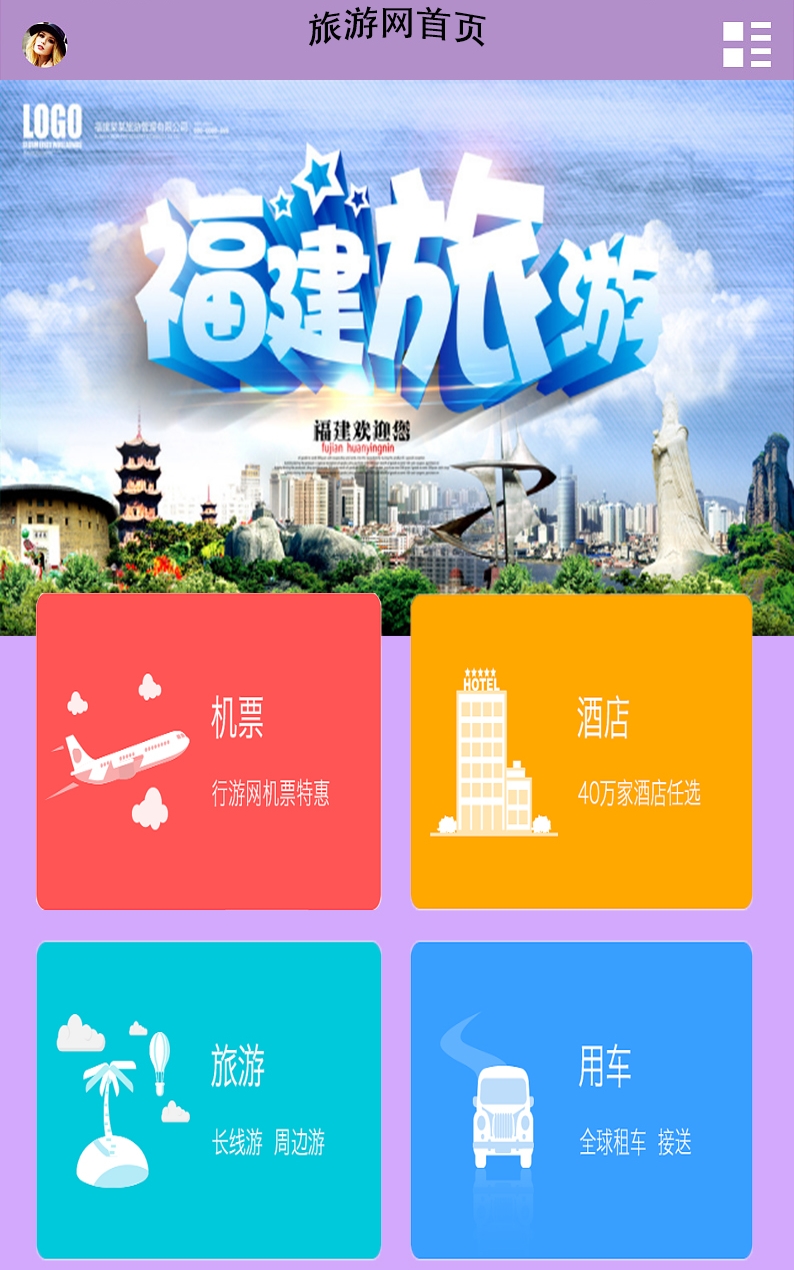 旅游网首页
LOGO
福建旅游
福建欢迎您
fujian huanyingnin
机票
行游网机票特惠
HOTEL
酒店
40万家酒店任选
旅游
长线游 周边游
用车
全球租车 接送